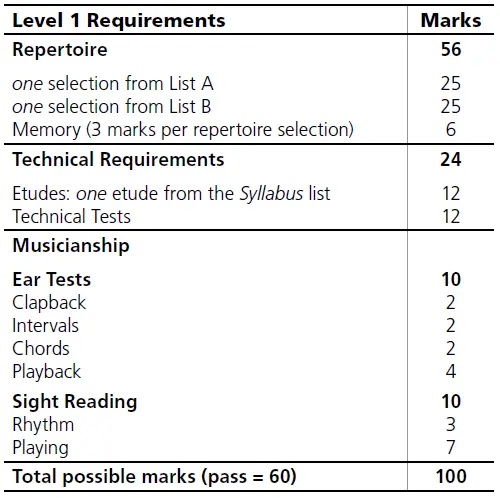 Level 1 Requirements Marks
Repertoire 56
one selection from List A 25
one selection from List B 25
Memory (3 marks per repertoire selection) 6
Technical Requirements 24
Etudes: one etude from the Syllabus list 12
Technical Tests 12
Musicianship
Ear Tests 10
Clapback 2
Intervals 2
Chords 2
Playback 4
Sight Reading 10
Rhythm 3
Playing 7
Total possible marks (pass = 60) 100